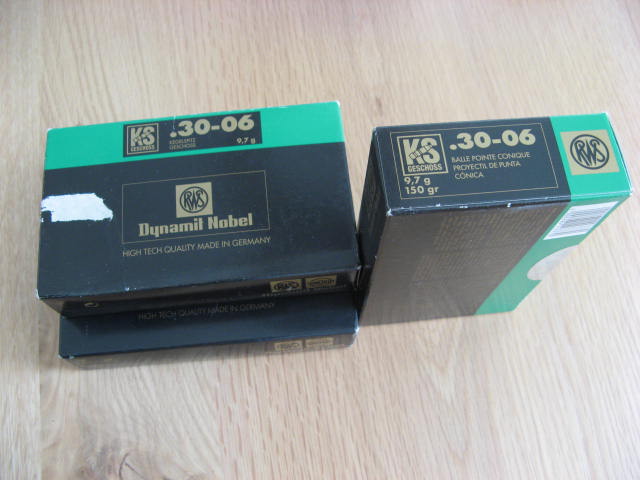 KS
GESCHOSS
.30-06
KEGELSPITZ
GESCHOSS
9,7 g
RWS
Dynamit Nobel
HIGH TECH QUALITY MADE IN GERMANY
RWS
HIGH TECH QUALITY MADE IN GERMANY
RWS
KS
GESCHOSS
.30-06
9,7 g
150 gr
BALLE POINTE CONIQUE
PROYECTIL DE PUNTA
CÓNICA
RWS